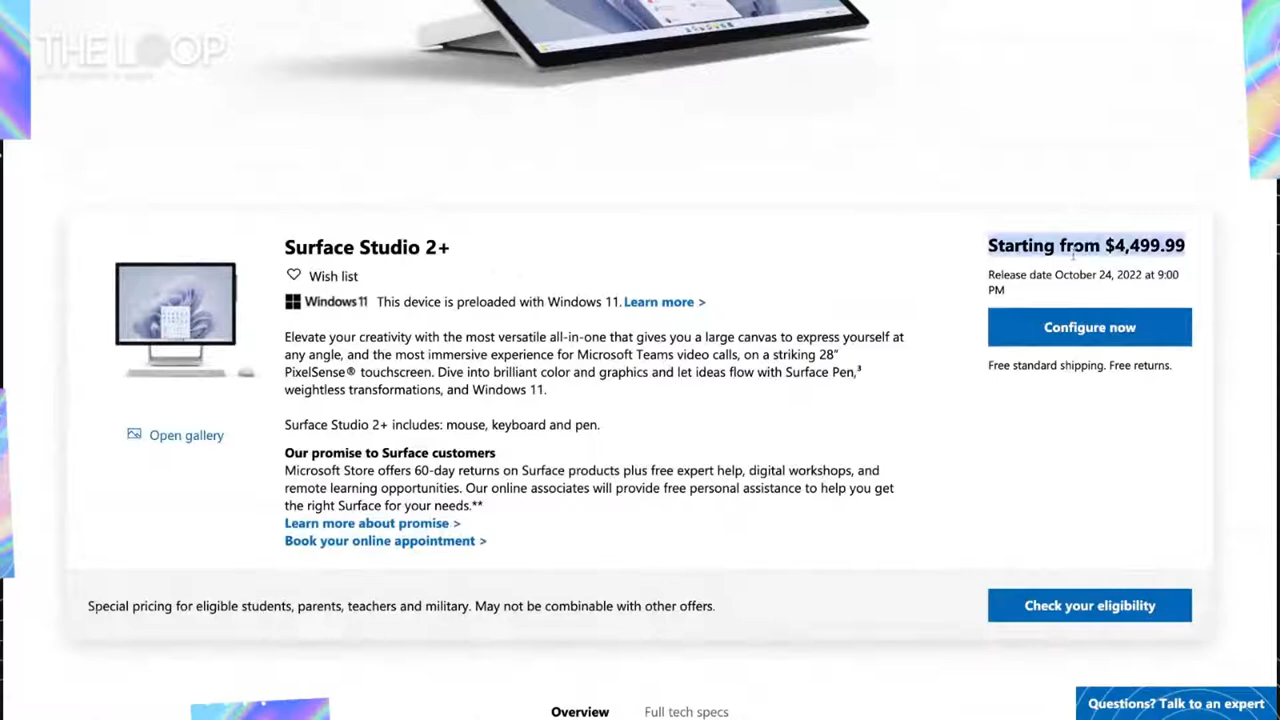 THE LOOP
Surface Studio 2+
Wish list
Windows 11 This device is preloaded with Windows 11. Learn more >
Elevate your creativity with the most versatile all-in-one that gives you a large canvas to express yourself at
any angle, and the most immersive experience for Microsoft Teams video calls, on a striking 28”
PixelSense® touchscreen. Dive into brilliant color and graphics and let ideas flow with Surface Pen,³
weightless transformations, and Windows 11.
Surface Studio 2+ includes: mouse, keyboard and pen.
Our promise to Surface customers
Microsoft Store offers 60-day returns on Surface products plus free expert help, digital workshops, and
remote learning opportunities. Our online associates will provide free personal assistance to help you get
the right Surface for your needs.**
Learn more about promise >
Book your online appointment >
Open gallery
Starting from $4,499.99
Release date October 24, 2022 at 9:00
PM
Configure now
Free standard shipping. Free returns.
Special pricing for eligible students, parents, teachers and military. May not be combinable with other offers.
Check your eligibility
Overview Full tech specs
Questions? Talk to an expert